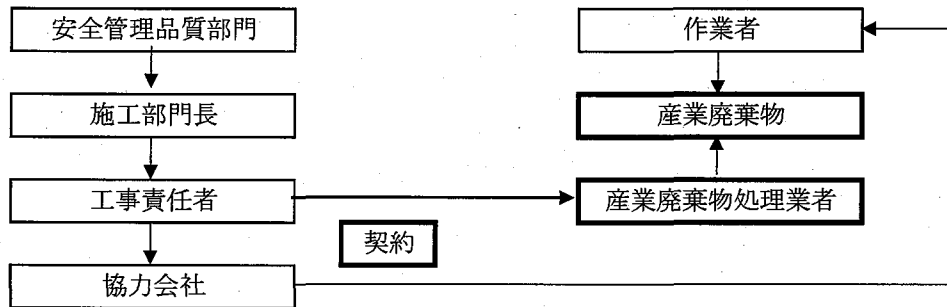 安全管理品質部門
作業者
施工部門長
産業廃棄物
工事責任者
産業廃棄物処理業者
契約
協力会社